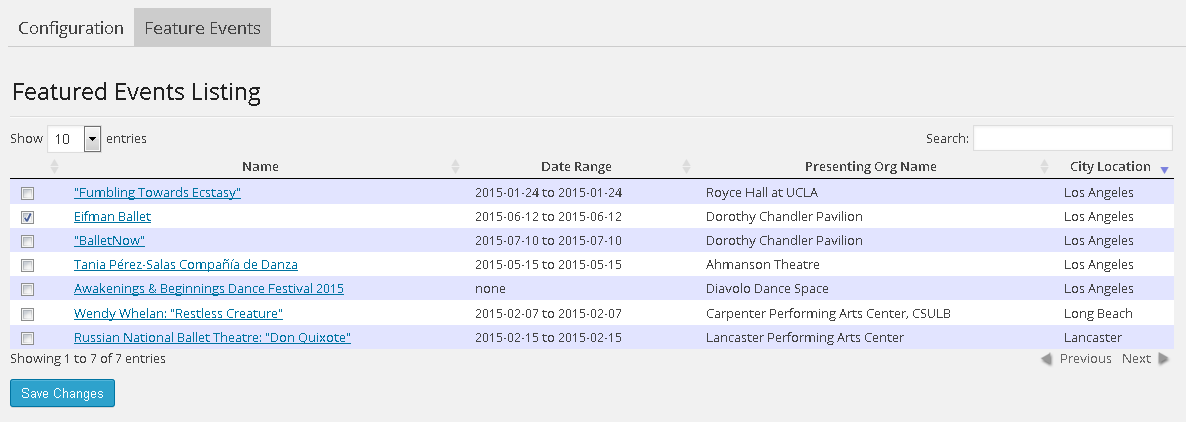 Configuration Feature Events
Featured Events Listing
Show 10 entries Search:
Name Date Range Presenting Org Name City Location
"Fumbling Towards Ecstasy" 2015-01-24 to 2015-01-24 Royce Hall at UCLA Los Angeles
Eifman Ballet 2015-06-12 to 2015-06-12 Dorothy Chandler Pavilion Los Angeles
"BalletNow" 2015-07-10 to 2015-07-10 Dorothy Chandler Pavilion Los Angeles
Tania Pérez-Salas Compañía de Danza 2015-05-15 to 2015-05-15 Ahmanson Theatre Los Angeles
Awakenings & Beginnings Dance Festival 2015 none Diavolo Dance Space Los Angeles
Wendy Whelan: "Restless Creature" 2015-02-07 to 2015-02-07 Carpenter Performing Arts Center, CSULB Long Beach
Russian National Ballet Theatre: "Don Quixote" 2015-02-15 to 2015-02-15 Lancaster Performing Arts Center Lancaster
Showing 1 to 7 of 7 entries Previous Next
Save Changes